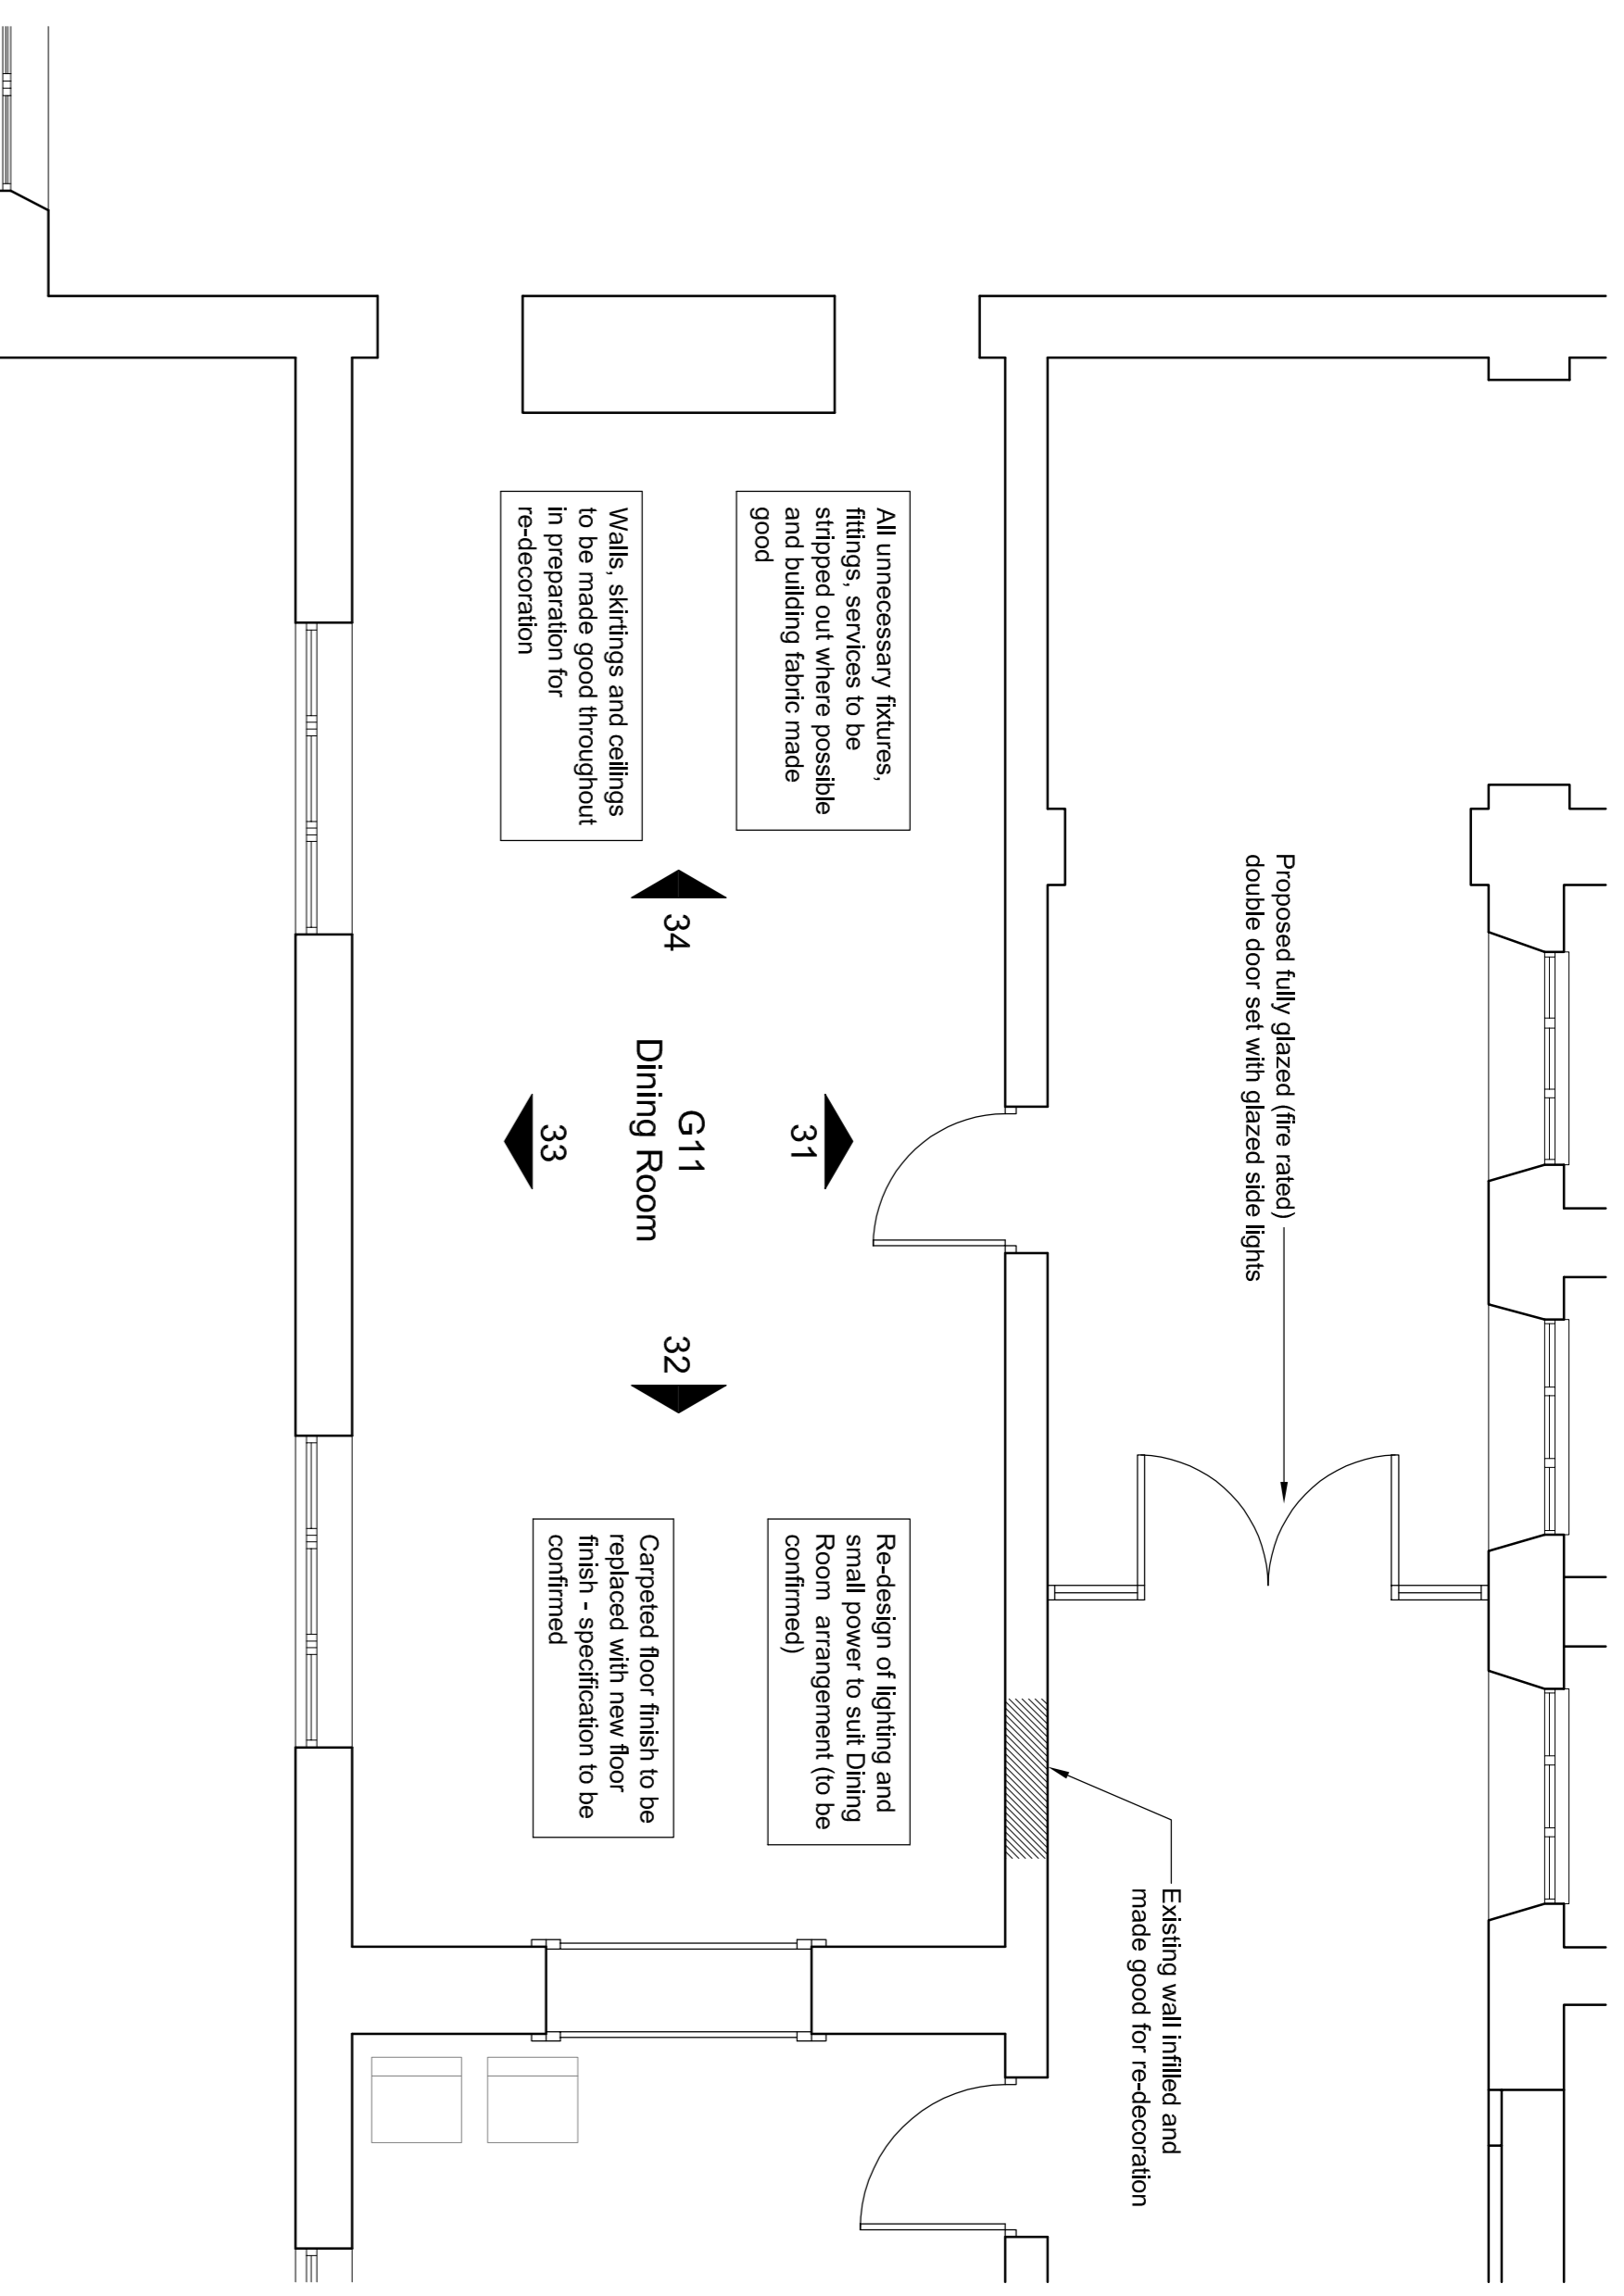 Proposed fully glazed (fire rated)
double door set with glazed side lights
Existing wall infilled and
made good for re-decoration
All unnecessary fixtures,
fittings, services to be
stripped out where possible
and building fabric made
good
31
Re-design of lighting and
small power to suit Dining
Room arrangement (to be
confirmed)
34
G11
Dining Room
32
Walls, skirtings and ceilings
to be made good throughout
in preparation for
re-decoration
33
Carpeted floor finish to be
replaced with new floor
finish - specification to be
confirmed